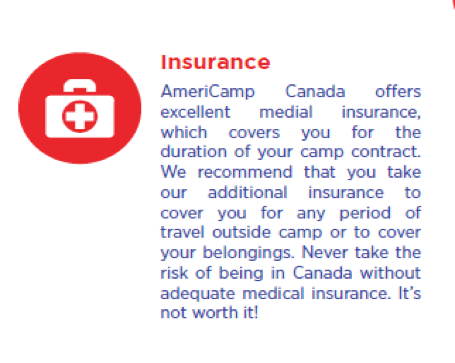 Insurance
AmeriCamp Canada offers
excellent medial insurance,
which covers you for the
duration of your camp contract.
We recommend that you take
our additional insurance to
cover you for any period of
travel outside camp or to cover
your belongings. Never take the
risk of being in Canada without
adequate medical insurance. It’s
not worth it!